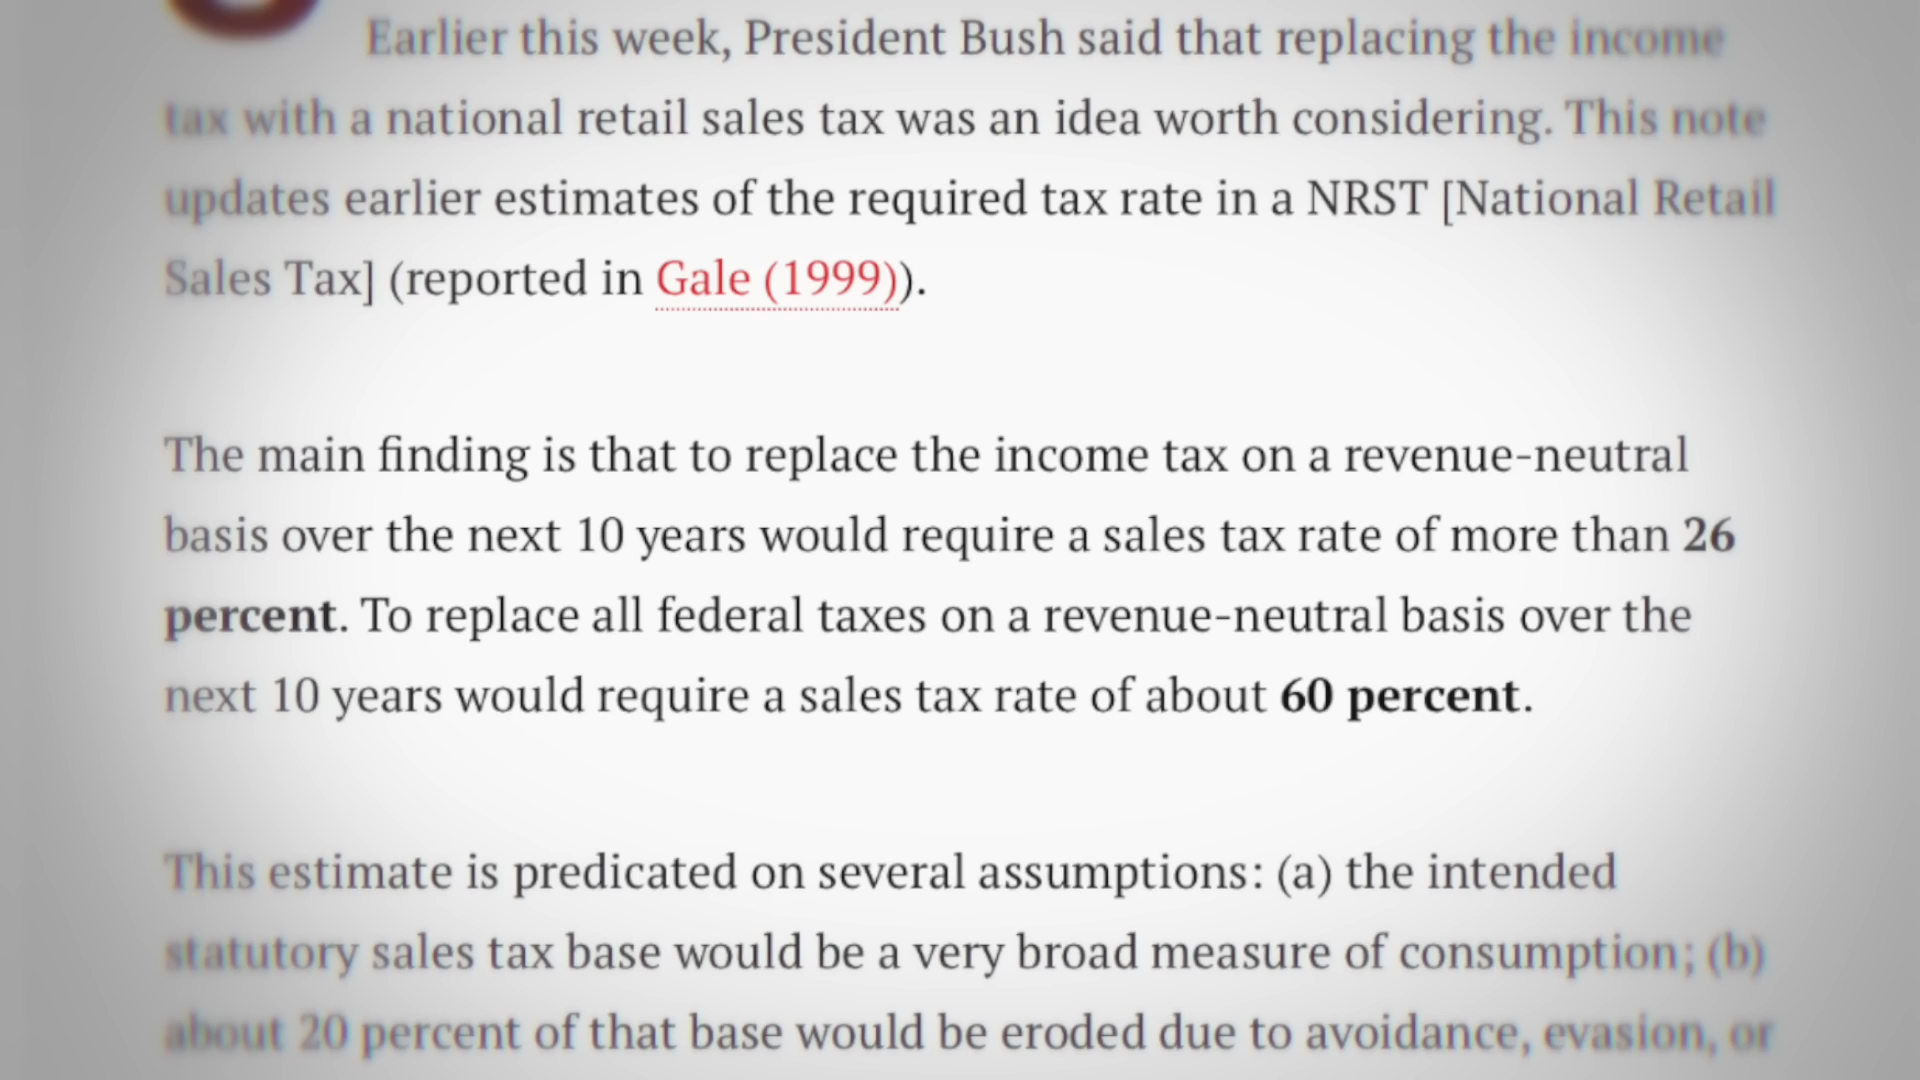 Earlier this week, President Bush said that replacing the income
tax with a national retail sales tax was an idea worth considering. This note
updates earlier estimates of the required tax rate in a NRST [National Retail
Sales Tax] (reported in Gale (1999)).
The main finding is that to replace the income tax on a revenue-neutral
basis over the next 10 years would require a sales tax rate of more than 26
percent. To replace all federal taxes on a revenue-neutral basis over the
next 10 years would require a sales tax rate of about 60 percent.
This estimate is predicated on several assumptions: (a) the intended
statutory sales tax base would be a very broad measure of consumption; (b)
about 20 percent of that base would be eroded due to avoidance, evasion, or